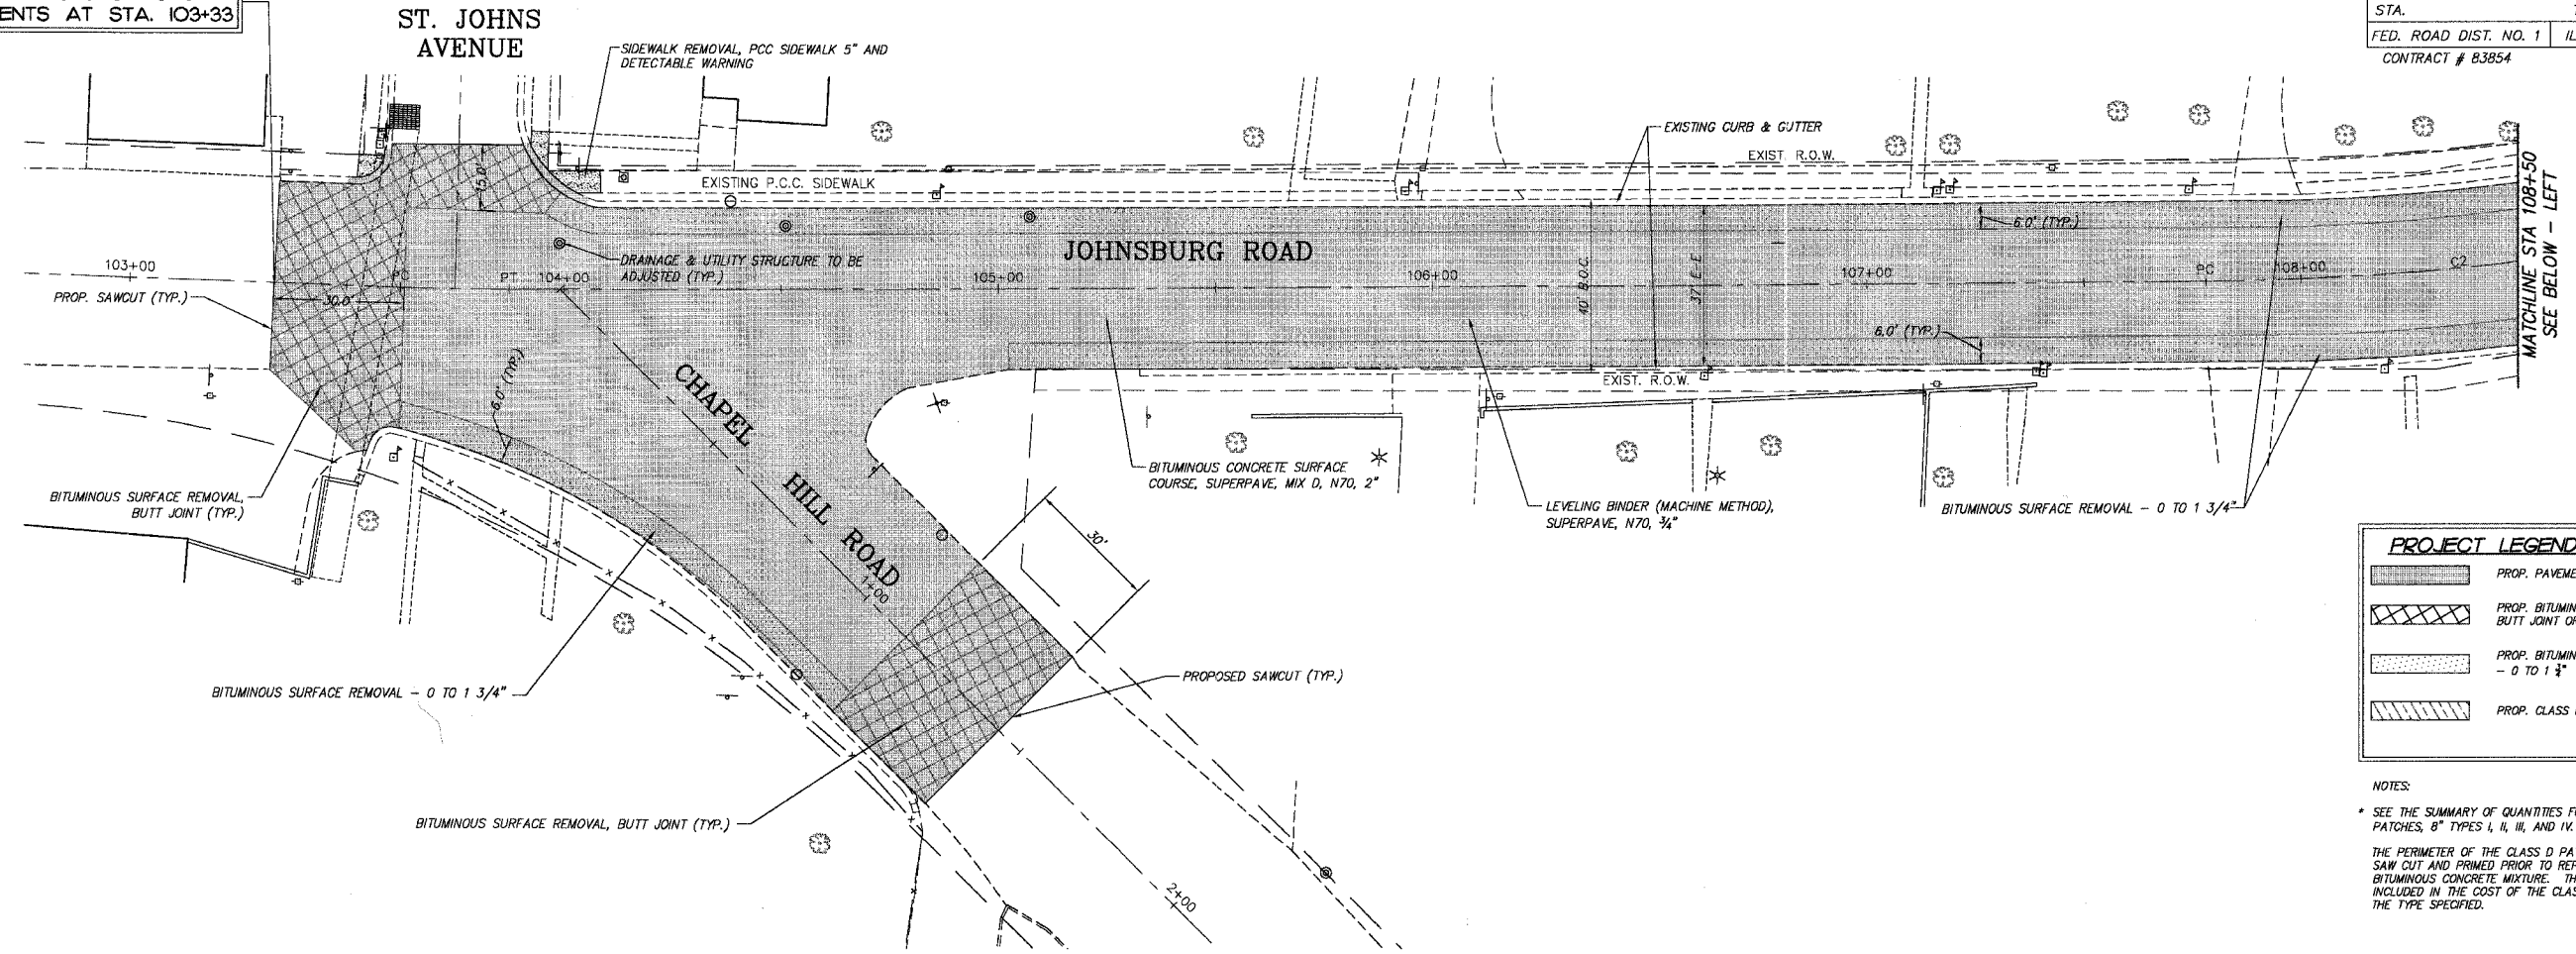 ENTS AT STA. 103+33
ST. JOHNS
AVENUE
SIDEWALK REMOVAL, PCC SIDEWALK 5" AND
DETECTABLE WARNING
STA.
FED. ROAD DIST. NO. 1
CONTRACT # 83854
EXISTING CURB & GUTTER
EXIST. R.O.W.
EXISTING P.C.C. SIDEWALK
15.0'
6.0' (TYP.)
MATCHLINE STA 108+50
SEE BELOW - LEFT
JOHNSBURG ROAD
DRAINAGE & UTILITY STRUCTURE TO BE
ADJUSTED (TYP.)
103+00
PC
PT
104+00
105+00
106+00
107+00
PC
108+00
C2
PROP. SAWCUT (TYP.)
30.0'
40' B.O.C.
37' E-E
6.0' (TYP.)
6.0' (TYP.)
EXIST. R.O.W.
CHAPEL
HILL ROAD
1+00
BITUMINOUS SURFACE REMOVAL,
BUTT JOINT (TYP.)
BITUMINOUS CONCRETE SURFACE
COURSE, SUPERPAVE, MIX D, N70, 2"
LEVELING BINDER (MACHINE METHOD),
SUPERPAVE, N70, 3/4"
BITUMINOUS SURFACE REMOVAL - 0 TO 1 3/4"
30'
BITUMINOUS SURFACE REMOVAL - 0 TO 1 3/4"
PROPOSED SAWCUT (TYP.)
BITUMINOUS SURFACE REMOVAL, BUTT JOINT (TYP.)
2+00
PROJECT LEGEND
PROP. PAVEME
PROP. BITUMIN
BUTT JOINT OR
PROP. BITUMIN
- 0 TO 1 3/4"
PROP. CLASS
NOTES:
* SEE THE SUMMARY OF QUANTITIES F
PATCHES, 8" TYPES I, II, III, AND IV.
THE PERIMETER OF THE CLASS D PA
SAW CUT AND PRIMED PRIOR TO REP
BITUMINOUS CONCRETE MIXTURE. TH
INCLUDED IN THE COST OF THE CLAS
THE TYPE SPECIFIED.